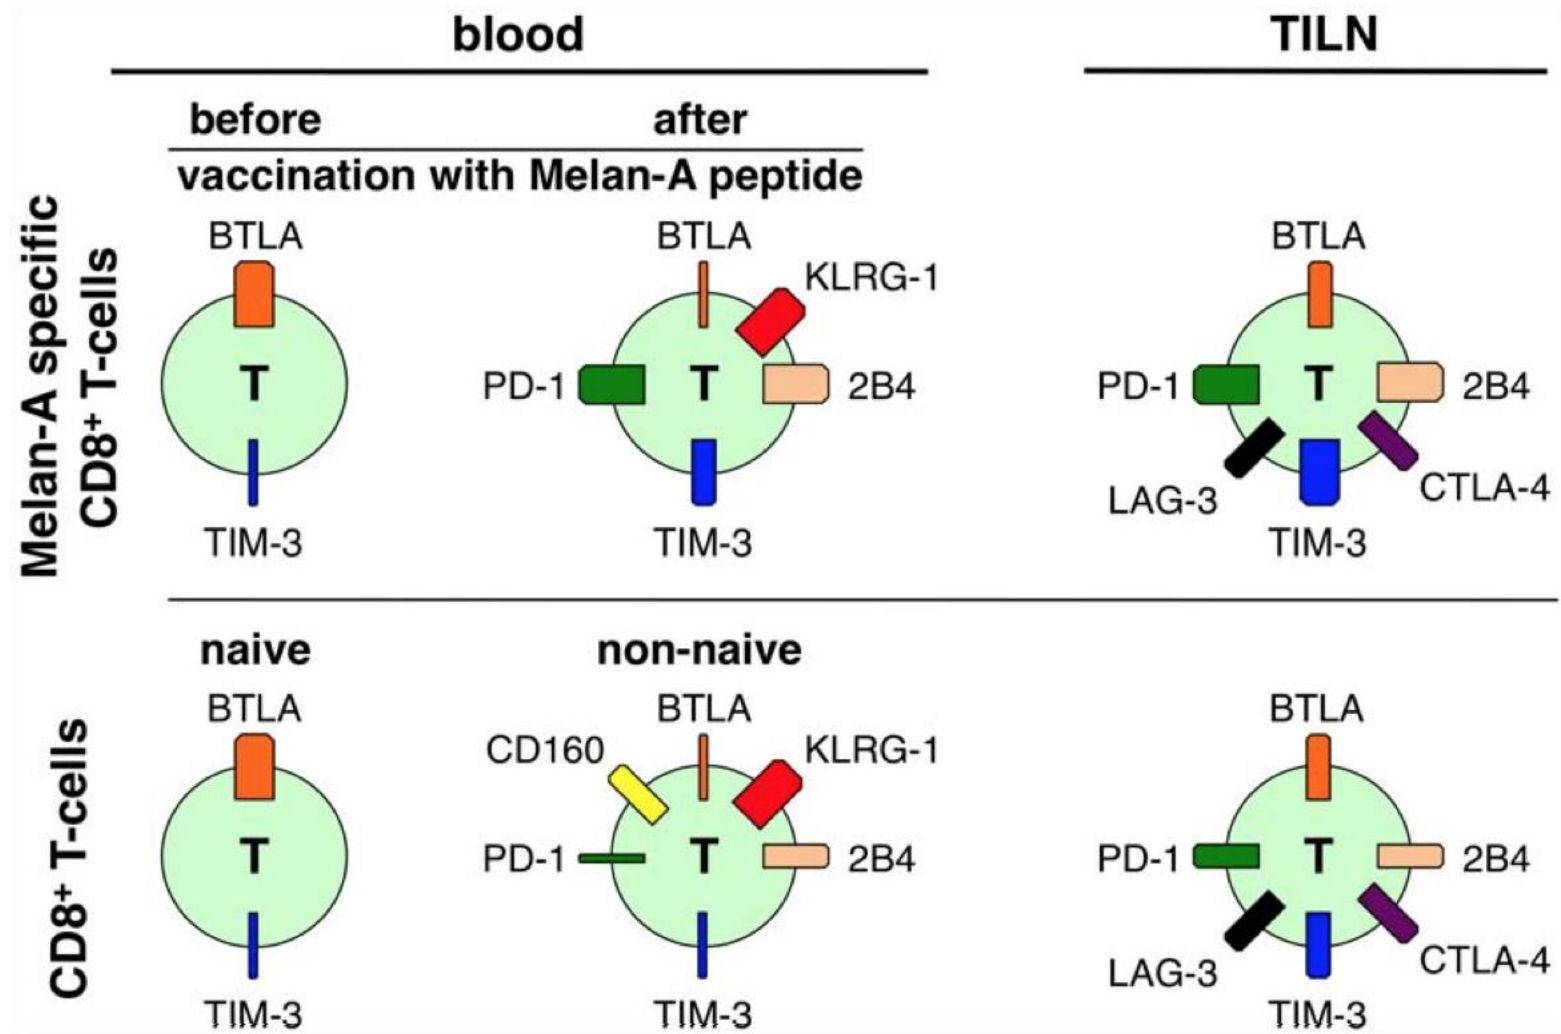 blood
TILN
before
after
vaccination with Melan-A peptide
Melan-A specific
CD8+ T-cells
BTLA
T
TIM-3
BTLA
KLRG-1
PD-1
T
2B4
TIM-3
BTLA
PD-1
T
2B4
LAG-3
CTLA-4
TIM-3
naive
non-naive
CD8+ T-cells
BTLA
T
TIM-3
BTLA
CD160
KLRG-1
PD-1
T
2B4
TIM-3
BTLA
PD-1
T
2B4
LAG-3
CTLA-4
TIM-3